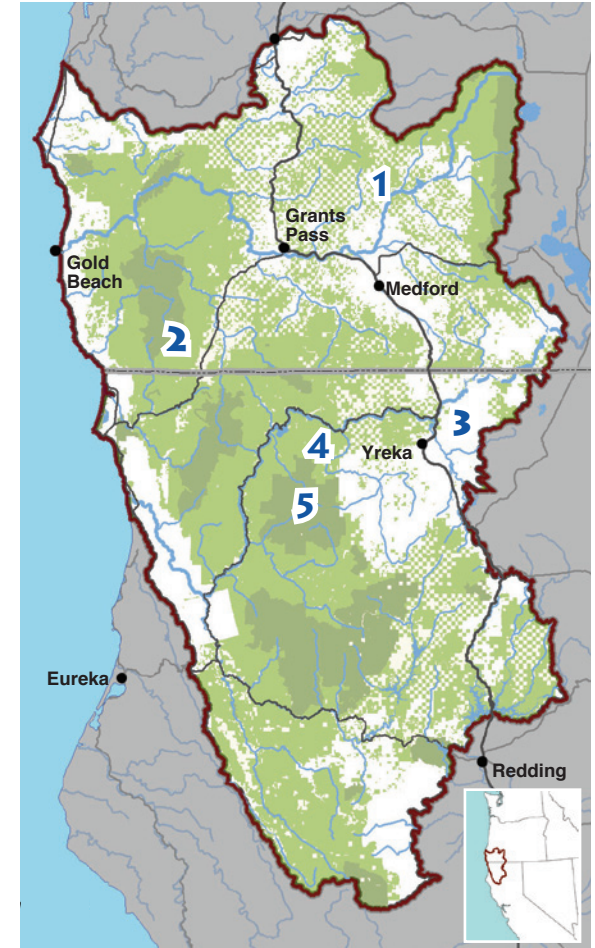 1
Grants
Pass
Gold
Beach
Medford
2
3
4
Yreka
5
Eureka
Redding